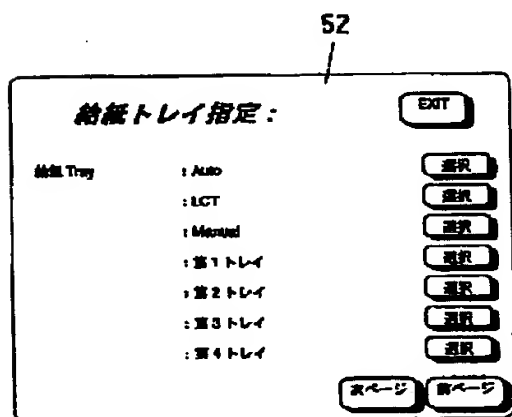 52
給紙トレイ指定： EXIT
給紙 Tray : Auto 選択
: LCT 選択
: Manual 選択
: 第1トレイ 選択
: 第2トレイ 選択
: 第3トレイ 選択
: 第4トレイ 選択
次ページ 前ページ